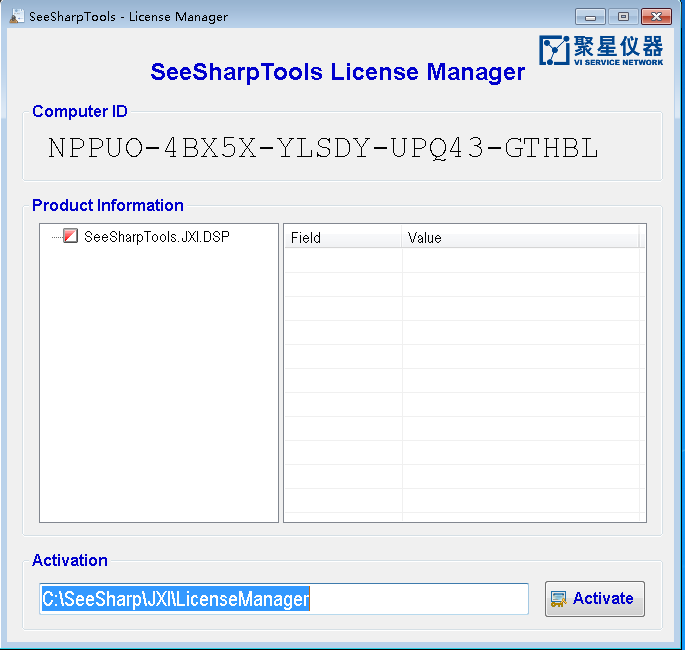 SeeSharpTools - License Manager
聚星仪器
VI SERVICE NETWORK
SeeSharpTools License Manager
Computer ID
NPPUO-4BX5X-YLSDY-UPQ43-GTHBL
Product Information
SeeSharpTools.JXI.DSP
Field Value
Activation
C:\SeeSharp\JXI\LicenseManager
Activate